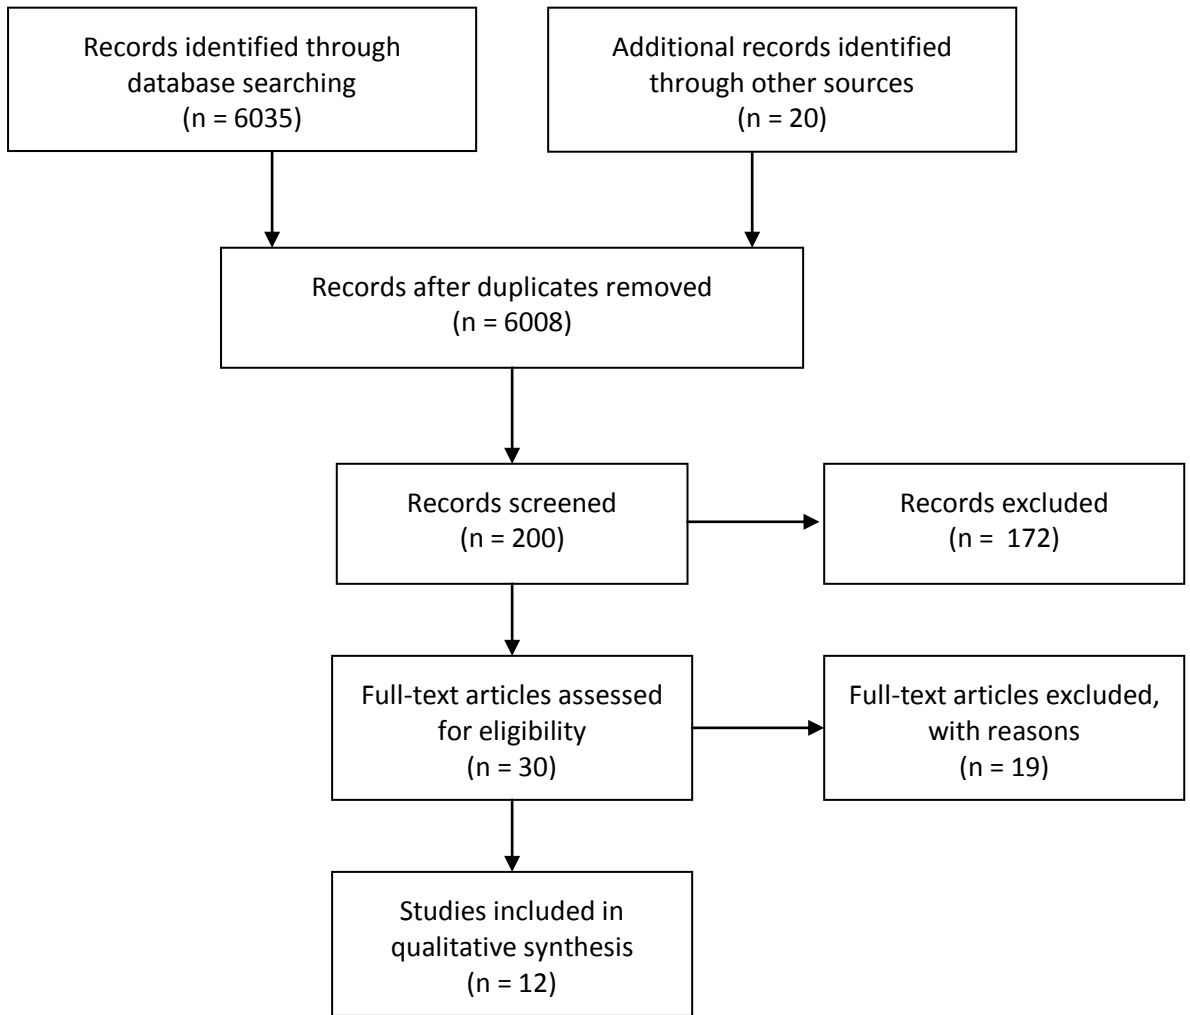 Records identified through
database searching
(n = 6035)
Additional records identified
through other sources
(n = 20)
Records after duplicates removed
(n = 6008)
Records screened
(n = 200)
Records excluded
(n =  172)
Full-text articles assessed
for eligibility
(n = 30)
Full-text articles excluded,
with reasons
(n = 19)
Studies included in
qualitative synthesis
(n = 12)